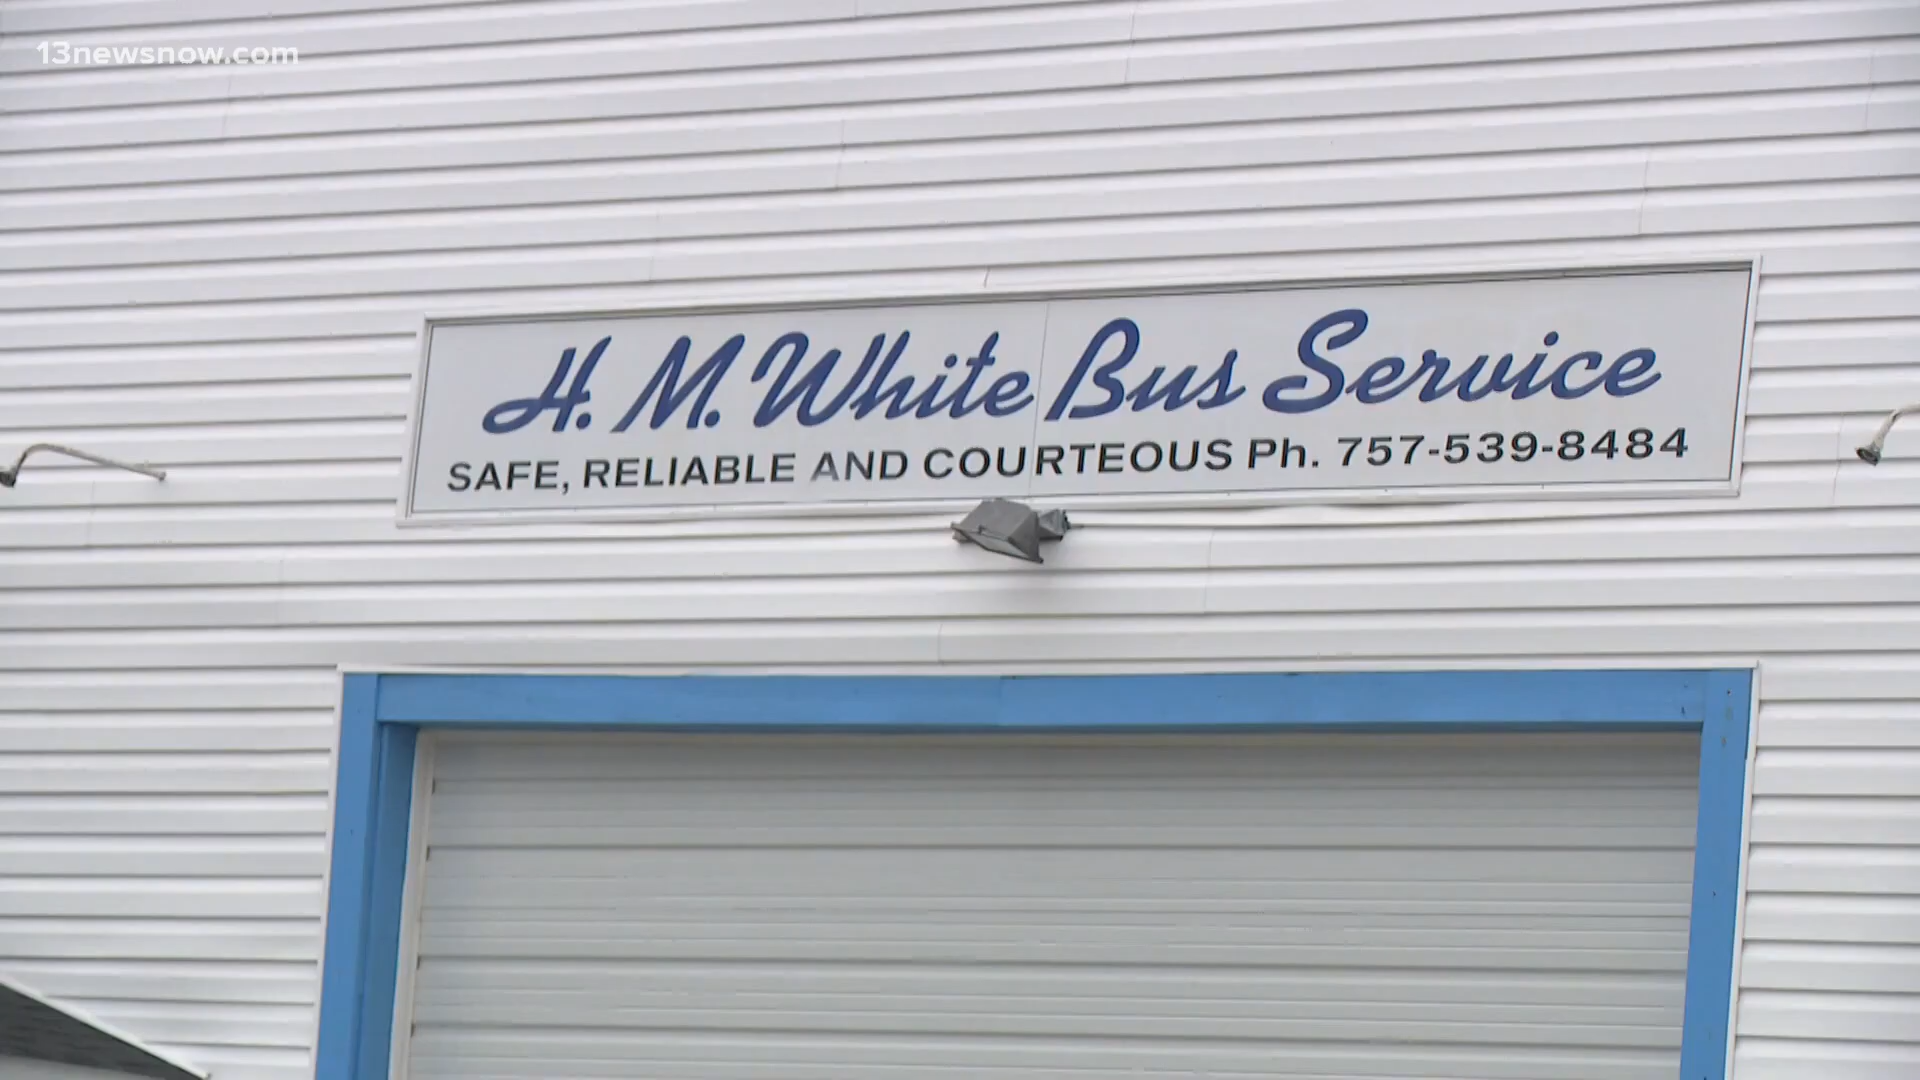 13newsnow.com
H. M. White Bus Service
SAFE, RELIABLE AND COURTEOUS Ph. 757-539-8484